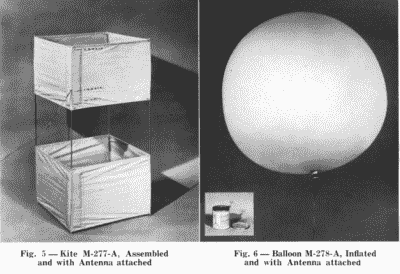 Fig. 5 — Kite M-277-A, Assembled
and with Antenna attached
Fig. 6 — Balloon M-278-A, Inflated
and with Antenna attached